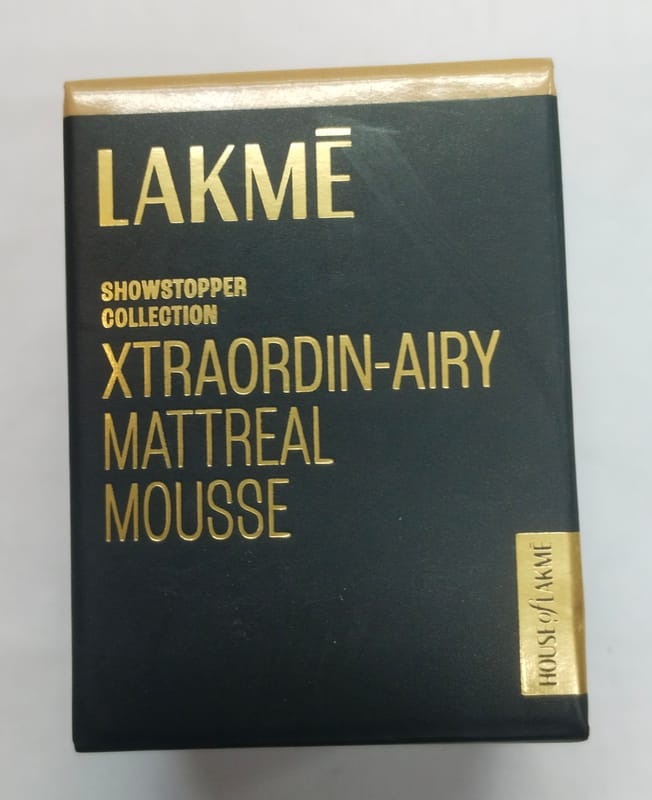 LAKMĒ
SHOWSTOPPER
COLLECTION
XTRAORDIN-AIRY
MATTREAL
MOUSSE
HOUSE of LAKMĒ